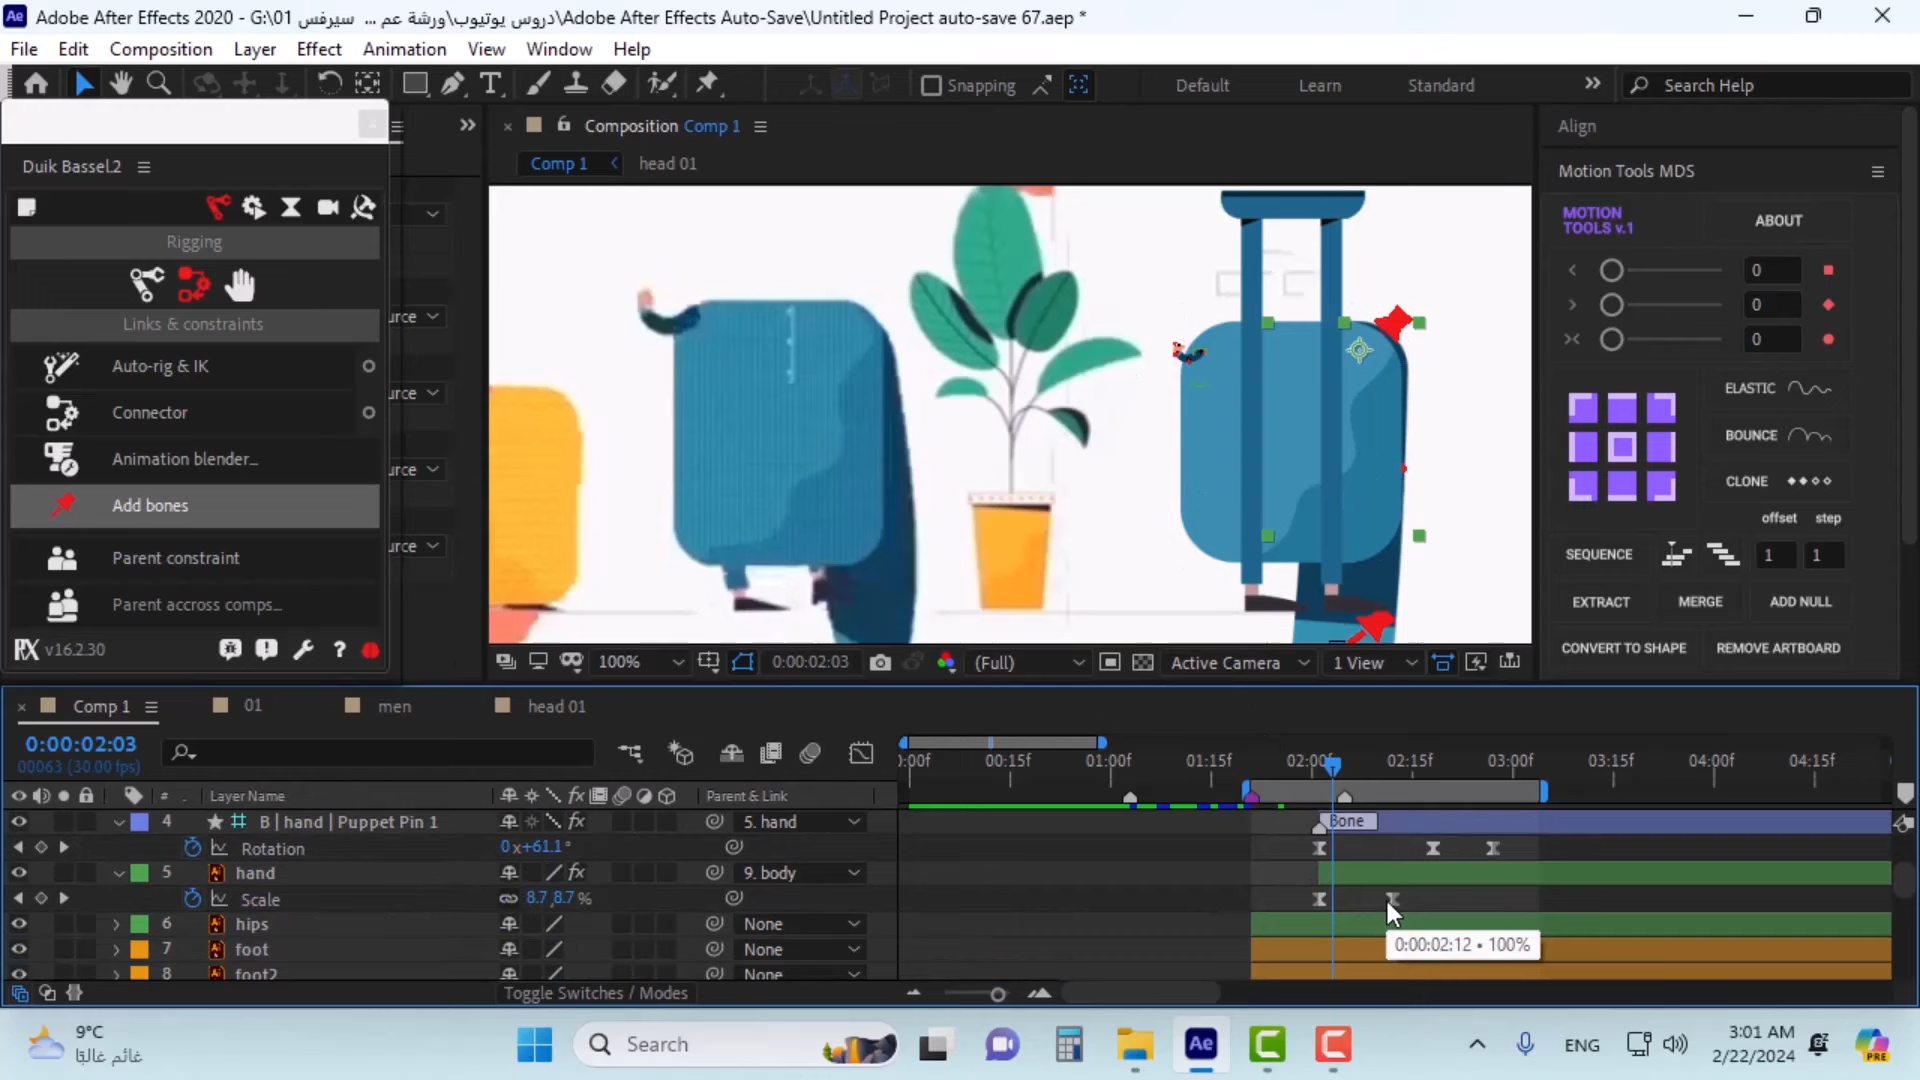 Adobe After Effects 2020 - G:\01 دروس يوتيوب\ورشة عم ... سيرفس\Adobe After Effects Auto-Save\Untitled Project auto-save 67.aep *
File Edit Composition Layer Effect Animation View Window Help
Snapping Default Learn Standard Search Help
Duik Bassel.2
Rigging
Links & constraints
Auto-rig & IK
Connector
Animation blender...
Add bones
Parent constraint
Parent accross comps...
v16.2.30
urce
urce
urce
urce
Composition Comp 1
Comp 1 head 01
100% 0:00:02:03 (Full) Active Camera 1 View
Align
Motion Tools MDS
MOTION TOOLS v.1 ABOUT
0
0
0
ELASTIC
BOUNCE
CLONE
offset step
SEQUENCE 1 1
EXTRACT MERGE ADD NULL
CONVERT TO SHAPE REMOVE ARTBOARD
Comp 1 01 men head 01
0:00:02:03
00063 (30.00 fps)
:00f 00:15f 01:00f 01:15f 02:00f 02:15f 03:00f 03:15f 04:00f 04:15f
# Layer Name Parent & Link
4 B | hand | Puppet Pin 1 5. hand Bone
Rotation 0x+61.1°
5 hand 9. body
Scale 8.7,8.7%
6 hips None
7 foot None
8 foot2 None
0:00:02:12 • 100%
Toggle Switches / Modes
9°C
غائم غالبًا
Search
ENG
3:01 AM
2/22/2024
PRE